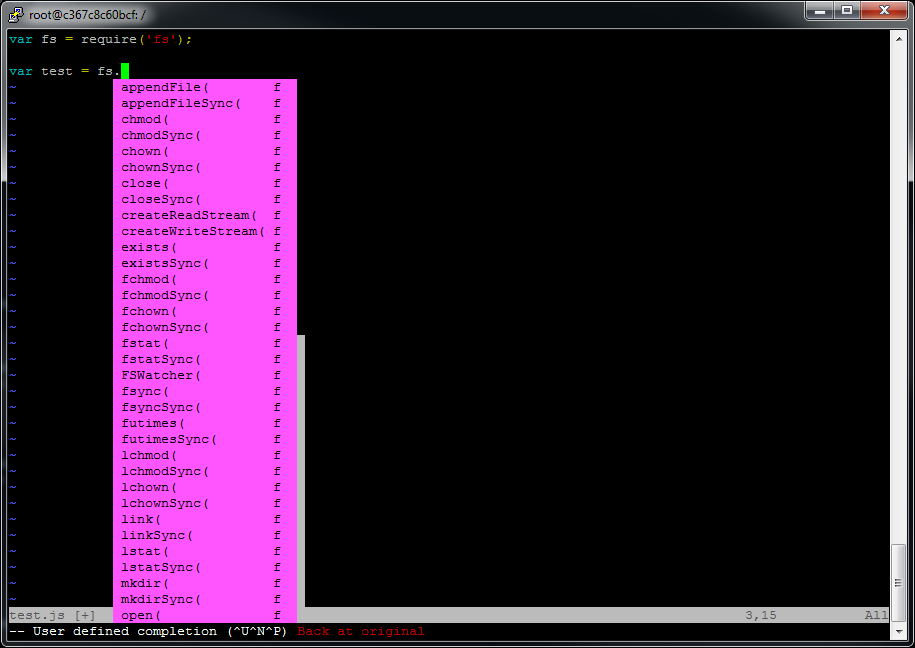 root@c367c8c60bcf: /
var fs = require('fs');
var test = fs.
~ appendFile( f
~ appendFileSync( f
~ chmod( f
~ chmodSync( f
~ chown( f
~ chownSync( f
~ close( f
~ closeSync( f
~ createReadStream( f
~ createWriteStream( f
~ exists( f
~ existsSync( f
~ fchmod( f
~ fchmodSync( f
~ fchown( f
~ fchownSync( f
~ fstat( f
~ fstatSync( f
~ FSWatcher( f
~ fsync( f
~ fsyncSync( f
~ futimes( f
~ futimesSync( f
~ lchmod( f
~ lchmodSync( f
~ lchown( f
~ lchownSync( f
~ link( f
~ linkSync( f
~ lstat( f
~ lstatSync( f
~ mkdir( f
~ mkdirSync( f
test.js [+] open( f 3,15 All
-- User defined completion (^U^N^P) Back at original